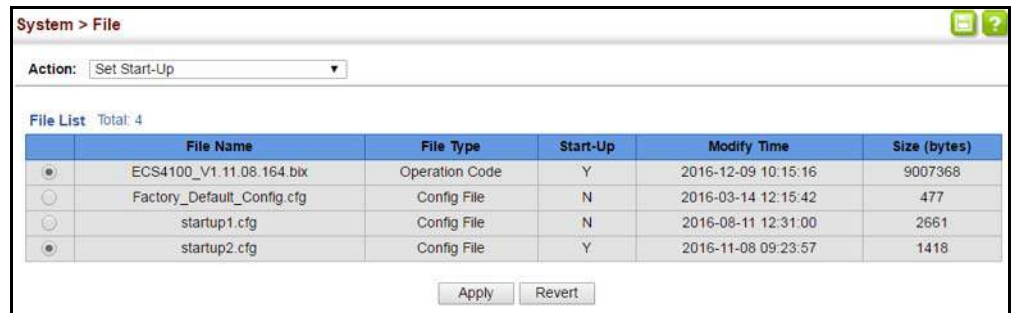 System > File
?
Action: Set Start-Up
File List Total: 4
File Name File Type Start-Up Modify Time Size (bytes)
ECS4100_V1.11.08.164.bix Operation Code Y 2016-12-09 10:15:16 9007368
Factory_Default_Config.cfg Config File N 2016-03-14 12:15:42 477
startup1.cfg Config File N 2016-08-11 12:31:00 2661
startup2.cfg Config File Y 2016-11-08 09:23:57 1418
Apply Revert